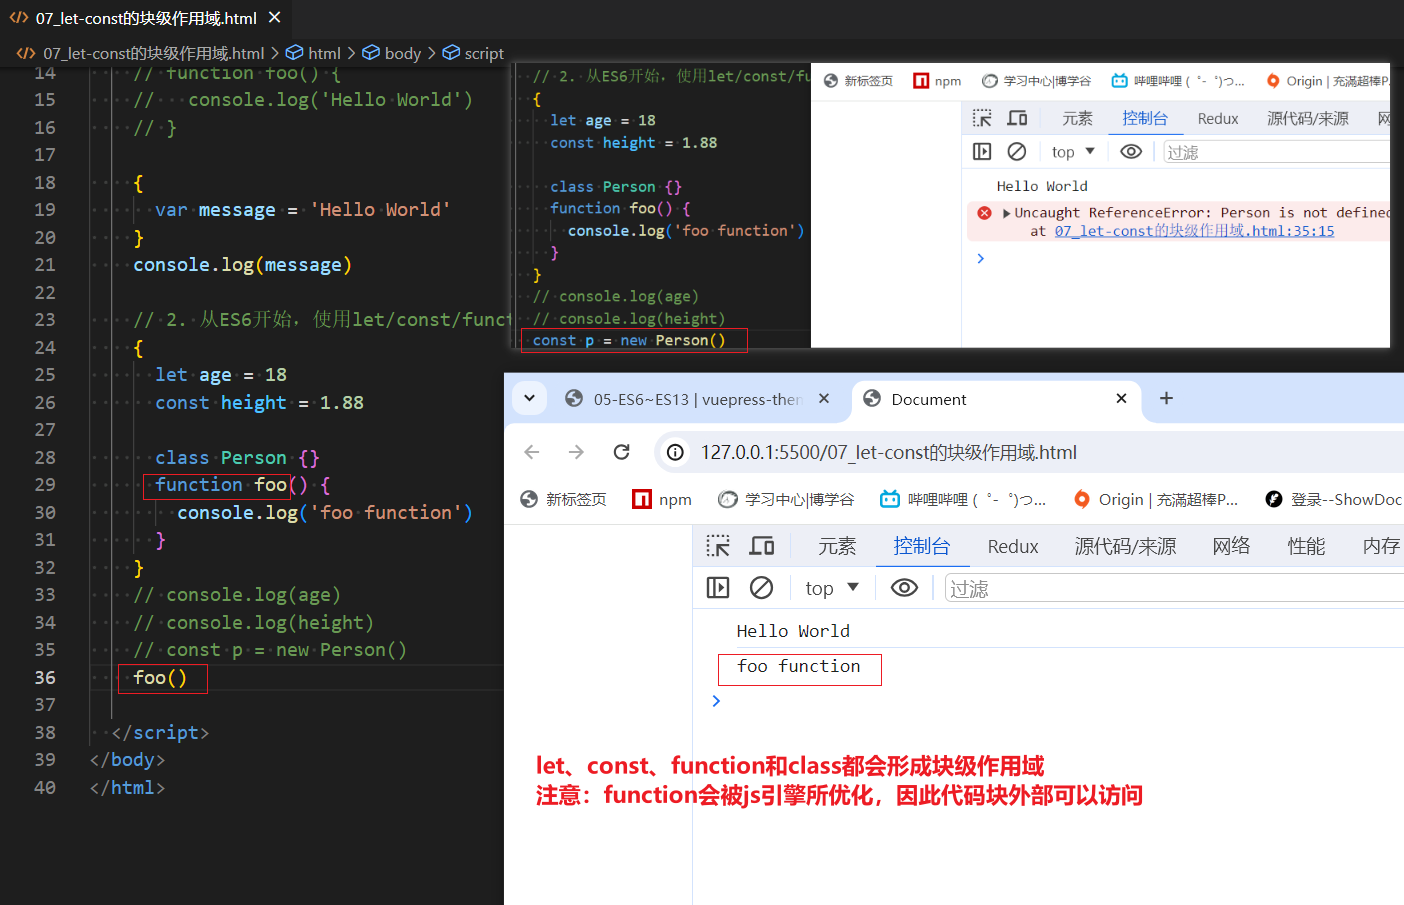 07_let-const的块级作用域.html
07_let-const的块级作用域.html > html > body > script
14 // function foo() {
15 // console.log('Hello World')
16 // }
17
18 {
19 var message = 'Hello World'
20 }
21 console.log(message)
22
23 // 2. 从ES6开始，使用let/const/funct
24 {
25 let age = 18
26 const height = 1.88
27
28 class Person {}
29 function foo() {
30 console.log('foo function')
31 }
32 }
33 // console.log(age)
34 // console.log(height)
35 // const p = new Person()
36 foo()
37
38 </script>
39 </body>
40 </html>
// 2. 从ES6开始，使用let/const/fu
{
let age = 18
const height = 1.88
class Person {}
function foo() {
console.log('foo function')
}
}
// console.log(age)
// console.log(height)
const p = new Person()
新标签页 npm 学习中心|博学谷 哔哩哔哩 (゜-゜)つ... Origin | 充滿超棒P
元素 控制台 Redux 源代码/来源 网
top 过滤
Hello World
Uncaught ReferenceError: Person is not defined
at 07_let-const的块级作用域.html:35:15
05-ES6~ES13 | vuepress-then Document
127.0.0.1:5500/07_let-const的块级作用域.html
新标签页 npm 学习中心|博学谷 哔哩哔哩 (゜-゜)つ... Origin | 充滿超棒P... 登录--ShowDoc
元素 控制台 Redux 源代码/来源 网络 性能 内存
top 过滤
Hello World
foo function
let、const、function和class都会形成块级作用域
注意：function会被js引擎所优化，因此代码块外部可以访问